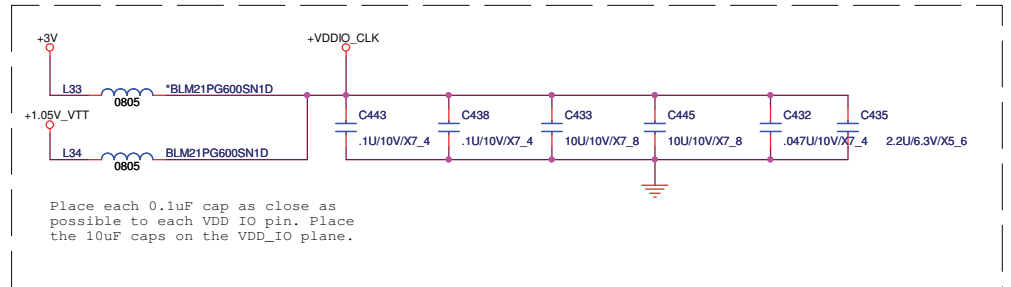 +3V
+VDDIO_CLK
L33
*BLM21PG600SN1D
0805
+1.05V_VTT
C443
C438
C433
C445
C432
C435
.1U/10V/X7_4
.1U/10V/X7_4
10U/10V/X7_8
10U/10V/X7_8
.047U/10V/X7_4
2.2U/6.3V/X5_6
L34
BLM21PG600SN1D
0805
Place each 0.1uF cap as close as
possible to each VDD IO pin. Place
the 10uF caps on the VDD_IO plane.